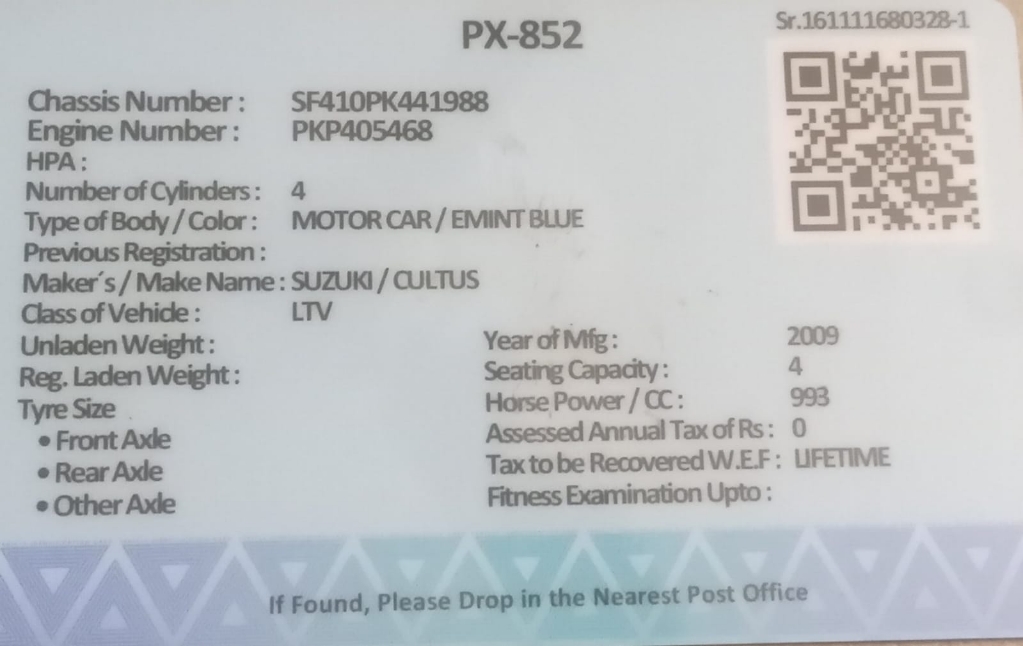 PX-852
Sr.161111680328-1
Chassis Number : SF410PK441988
Engine Number : PKP405468
HPA :
Number of Cylinders : 4
Type of Body / Color : MOTOR CAR / EMINT BLUE
Previous Registration :
Maker´s / Make Name : SUZUKI / CULTUS
Class of Vehicle : LTV
Unladen Weight :
Reg. Laden Weight :
Tyre Size
• Front Axle
• Rear Axle
• Other Axle
Year of Mfg : 2009
Seating Capacity : 4
Horse Power / CC : 993
Assessed Annual Tax of Rs : 0
Tax to be Recovered W.E.F : LIFETIME
Fitness Examination Upto :
If Found, Please Drop in the Nearest Post Office